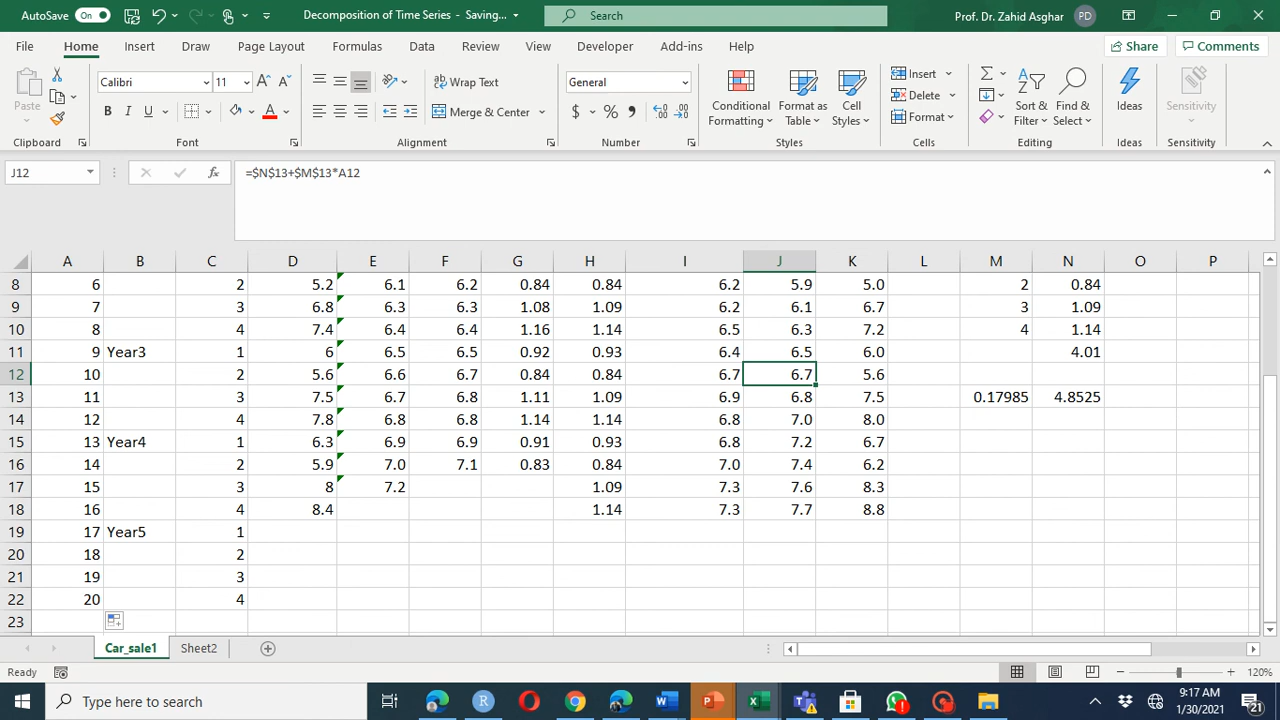 AutoSave On Decomposition of Time Series - Saving... Search Prof. Dr. Zahid Asghar PD
File Home Insert Draw Page Layout Formulas Data Review View Developer Add-ins Help Share Comments
Paste Calibri 11 Wrap Text General Conditional Formatting Format as Table Cell Styles Insert Sort & Filter Find & Select Ideas Sensitivity
B I U A Merge & Center $ % Delete Format
Clipboard Font Alignment Number Styles Cells Editing Ideas Sensitivity
J12 fx =$N$13+$M$13*A12
A B C D E F G H I J K L M N O P
8 6 2 5.2 6.1 6.2 0.84 0.84 6.2 5.9 5.0 2 0.84
9 7 3 6.8 6.3 6.3 1.08 1.09 6.2 6.1 6.7 3 1.09
10 8 4 7.4 6.4 6.4 1.16 1.14 6.5 6.3 7.2 4 1.14
11 9 Year3 1 6 6.5 6.5 0.92 0.93 6.4 6.5 6.0 4.01
12 10 2 5.6 6.6 6.7 0.84 0.84 6.7 6.7 5.6
13 11 3 7.5 6.7 6.8 1.11 1.09 6.9 6.8 7.5 0.17985 4.8525
14 12 4 7.8 6.8 6.8 1.14 1.14 6.8 7.0 8.0
15 13 Year4 1 6.3 6.9 6.9 0.91 0.93 6.8 7.2 6.7
16 14 2 5.9 7.0 7.1 0.83 0.84 7.0 7.4 6.2
17 15 3 8 7.2 1.09 7.3 7.6 8.3
18 16 4 8.4 1.14 7.3 7.7 8.8
19 17 Year5 1
20 18 2
21 19 3
22 20 4
23
Car_sale1 Sheet2
Ready 120%
Type here to search 9:17 AM
1/30/2021 21